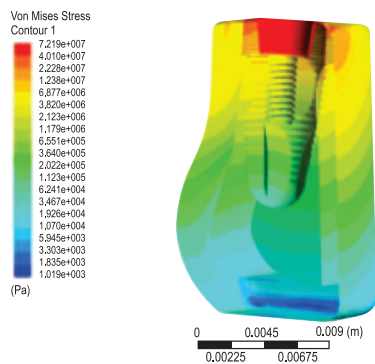 Von Mises Stress
Contour 1
7.219e+007
4.010e+007
2.228e+007
1.238e+007
6,877e+006
3,820e+006
2,123e+006
1,179e+006
6,551e+005
3,640e+005
2,022e+005
1,123e+005
6,241e+004
3,467e+004
1,926e+004
1,070e+004
5,945e+003
3,303e+003
1,835e+003
1,019e+003
(Pa)
0 0.0045 0.009 (m)
0.00225 0.00675